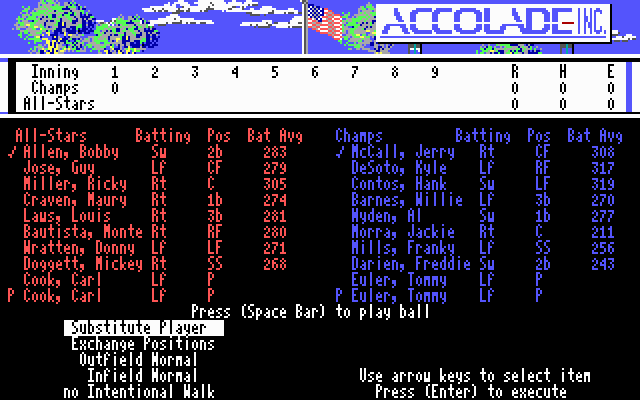 ACCOLADE-INC.
Inning 1 2 3 4 5 6 7 8 9 R H E
Champs 0 0 0 0
All-Stars 0 0 0
All-Stars Batting Pos Bat Avg Champs Batting Pos Bat Avg
✓ Allen, Bobby Sw 2b 283 ✓ McCall, Jerry Rt CF 308
Jose, Guy Lf CF 279 DeSoto, Kyle Lf RF 317
Miller, Ricky Rt C 305 Contos, Hank Sw LF 319
Craven, Maury Rt 1b 274 Barnes, Willie Lf 3b 270
Laws, Louis Rt 3b 281 Wyden, Al Sw 1b 277
Bautista, Monte Rt RF 280 Morra, Jackie Rt C 211
Wratten, Donny Lf LF 271 Mills, Franky Lf SS 256
Doggett, Mickey Rt SS 268 Darien, Freddie Sw 2b 243
Cook, Carl Lf P Euler, Tommy Lf P
P Cook, Carl Lf P P Euler, Tommy Lf P
Press (Space Bar) to play ball
Substitute Player
Exchange Positions
Outfield Normal
Infield Normal Use arrow keys to select item
no Intentional Walk Press (Enter) to execute